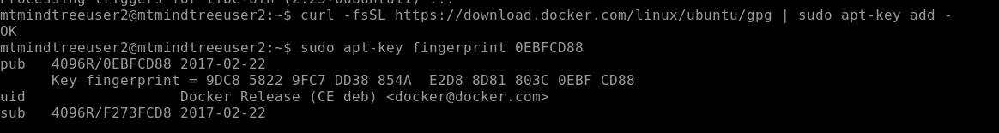 Processing triggers for libc-bin (2.23-0ubuntu11) ...
mtmindtreeuser2@mtmindtreeuser2:~$ curl -fsSL https://download.docker.com/linux/ubuntu/gpg | sudo apt-key add -
OK
mtmindtreeuser2@mtmindtreeuser2:~$ sudo apt-key fingerprint 0EBFCD88
pub   4096R/0EBFCD88 2017-02-22
      Key fingerprint = 9DC8 5822 9FC7 DD38 854A  E2D8 8D81 803C 0EBF CD88
uid                  Docker Release (CE deb) <docker@docker.com>
sub   4096R/F273FCD8 2017-02-22